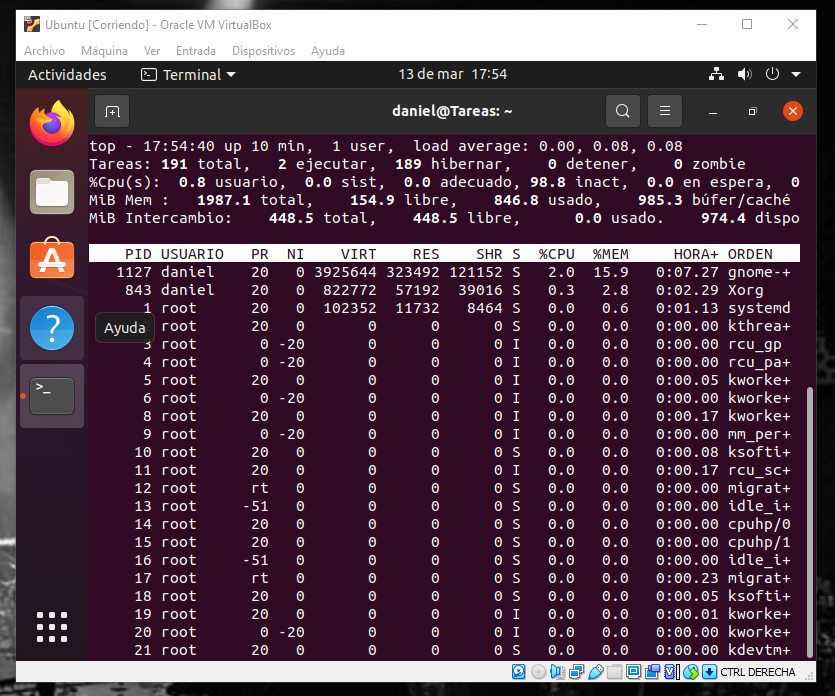 Ubuntu [Corriendo] - Oracle VM VirtualBox
Archivo Máquina Ver Entrada Dispositivos Ayuda
Actividades Terminal 13 de mar 17:54
daniel@Tareas: ~
top - 17:54:40 up 10 min, 1 user, load average: 0.00, 0.08, 0.08
Tareas: 191 total, 2 ejecutar, 189 hibernar, 0 detener, 0 zombie
%Cpu(s): 0.8 usuario, 0.0 sist, 0.0 adecuado, 98.8 inact, 0.0 en espera, 0
MiB Mem : 1987.1 total, 154.9 libre, 846.8 usado, 985.3 búfer/caché
MiB Intercambio: 448.5 total, 448.5 libre, 0.0 usado. 974.4 dispo
PID USUARIO PR NI VIRT RES SHR S %CPU %MEM HORA+ ORDEN
1127 daniel 20 0 3925644 323492 121152 S 2.0 15.9 0:07.27 gnome-+
843 daniel 20 0 822772 57192 39016 S 0.3 2.8 0:02.29 Xorg
1 root 20 0 102352 11732 8464 S 0.0 0.6 0:01.13 systemd
root 20 0 0 0 0 S 0.0 0.0 0:00.00 kthrea+
Ayuda
3 root 0 -20 0 0 0 I 0.0 0.0 0:00.00 rcu_gp
4 root 0 -20 0 0 0 I 0.0 0.0 0:00.00 rcu_pa+
5 root 20 0 0 0 0 I 0.0 0.0 0:00.05 kworke+
6 root 0 -20 0 0 0 I 0.0 0.0 0:00.00 kworke+
8 root 20 0 0 0 0 I 0.0 0.0 0:00.17 kworke+
9 root 0 -20 0 0 0 I 0.0 0.0 0:00.00 mm_per+
10 root 20 0 0 0 0 S 0.0 0.0 0:00.08 ksofti+
11 root 20 0 0 0 0 I 0.0 0.0 0:00.17 rcu_sc+
12 root rt 0 0 0 0 S 0.0 0.0 0:00.00 migrat+
13 root -51 0 0 0 0 S 0.0 0.0 0:00.00 idle_i+
14 root 20 0 0 0 0 S 0.0 0.0 0:00.00 cpuhp/0
15 root 20 0 0 0 0 S 0.0 0.0 0:00.00 cpuhp/1
16 root -51 0 0 0 0 S 0.0 0.0 0:00.00 idle_i+
17 root rt 0 0 0 0 S 0.0 0.0 0:00.23 migrat+
18 root 20 0 0 0 0 S 0.0 0.0 0:00.05 ksofti+
19 root 20 0 0 0 0 I 0.0 0.0 0:00.01 kworke+
20 root 0 -20 0 0 0 I 0.0 0.0 0:00.00 kworke+
21 root 20 0 0 0 0 S 0.0 0.0 0:00.00 kdevtm+
CTRL DERECHA